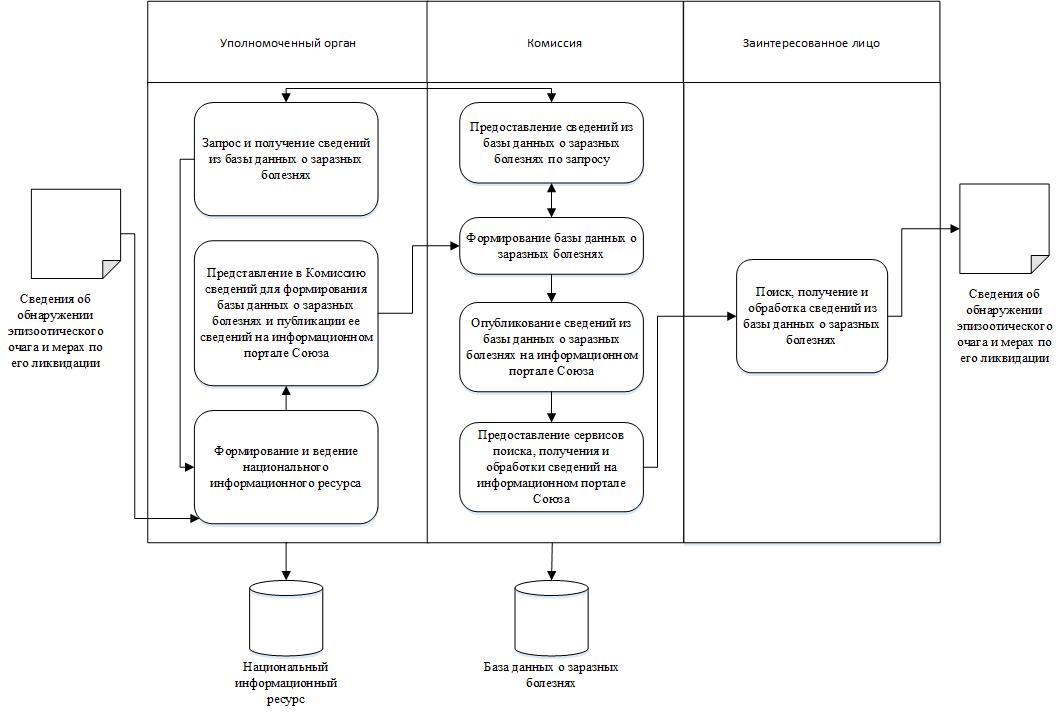 Уполномоченный орган
Комиссия
Заинтересованное лицо
Запрос и получение сведений
из базы данных о заразных
болезнях
Предоставление сведений из
базы данных о заразных
болезнях по запросу
Сведения об
обнаружении
эпизоотического
очага и мерах по
его ликвидации
Представление в Комиссию
сведений для формирования
базы данных о заразных
болезнях и публикации ее
сведений на информационном
портале Союза
Формирование базы данных о
заразных болезнях
Опубликование сведений из
базы данных о заразных
болезнях на информационном
портале Союза
Поиск, получение и
обработка сведений из
базы данных о заразных
болезнях
Сведения об
обнаружении
эпизоотического
очага и мерах по
его ликвидации
Формирование и ведение
национального
информационного ресурса
Предоставление сервисов
поиска, получения и
обработки сведений на
информационном портале
Союза
Национальный
информационный
ресурс
База данных о заразных
болезнях